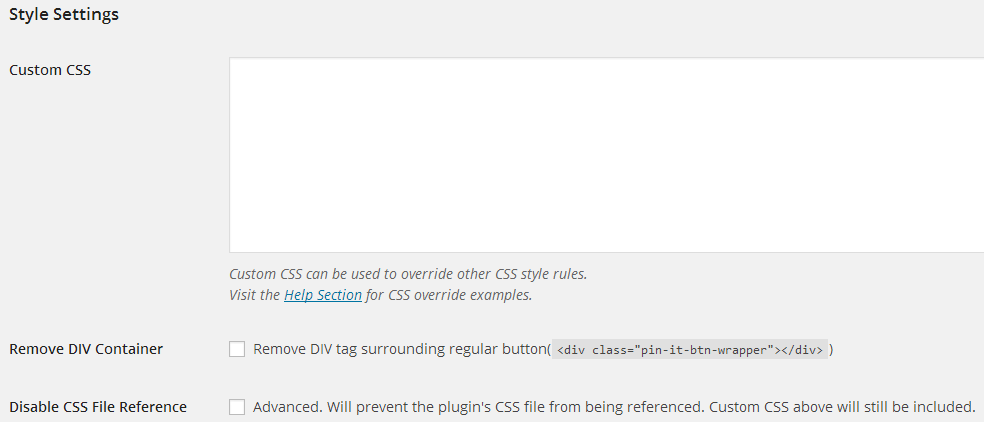 Style Settings
Custom CSS
Custom CSS can be used to override other CSS style rules.
Visit the Help Section for CSS override examples.
Remove DIV Container
Remove DIV tag surrounding regular button( <div class="pin-it-btn-wrapper"></div> )
Disable CSS File Reference
Advanced. Will prevent the plugin's CSS file from being referenced. Custom CSS above will still be included.